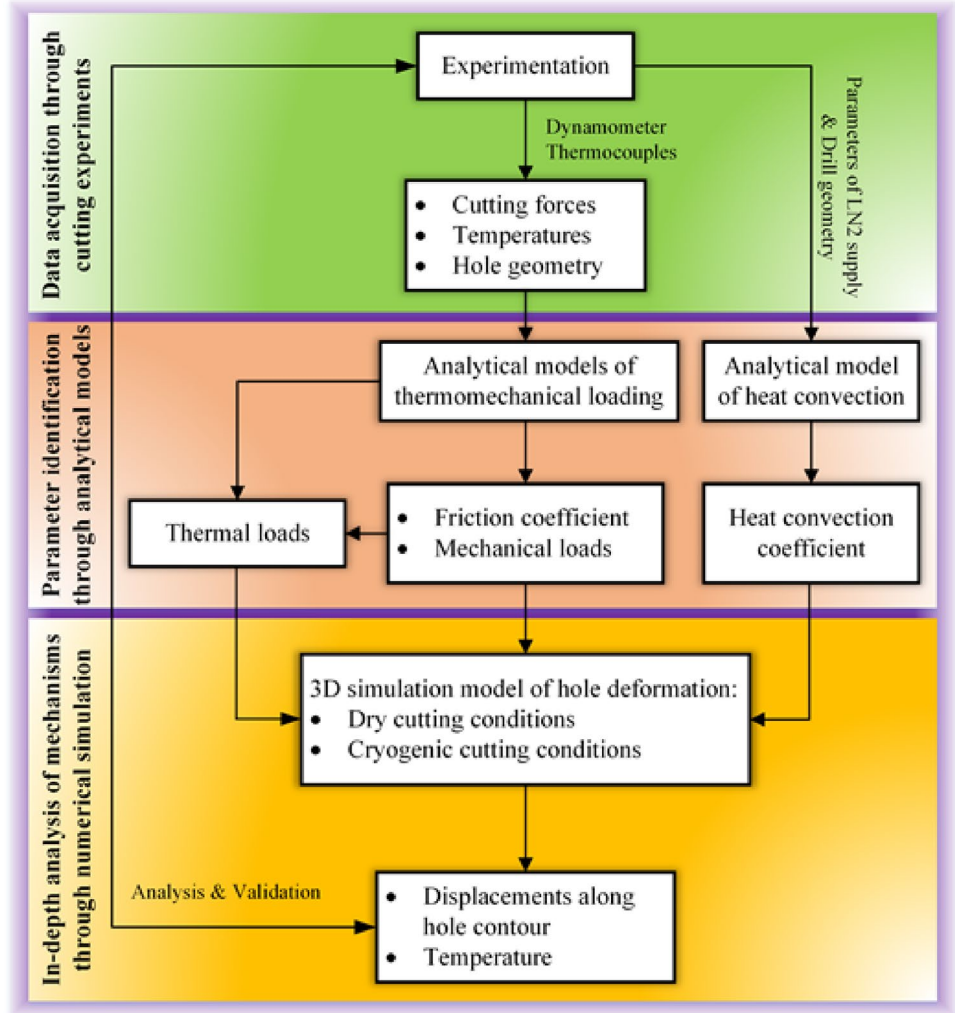 Data acquisition through
cutting experiments
Experimentation
Dynamometer
Thermocouples
Parameters of LN2 supply
& Drill geometry
• Cutting forces
• Temperatures
• Hole geometry
Parameter identification
through analytical models
Analytical models of
thermomechanical loading
Analytical model
of heat convection
Thermal loads
• Friction coefficient
• Mechanical loads
Heat convection
coefficient
In-depth analysis of mechanisms
through numerical simulation
3D simulation model of hole deformation:
• Dry cutting conditions
• Cryogenic cutting conditions
Analysis & Validation
• Displacements along
hole contour
• Temperature